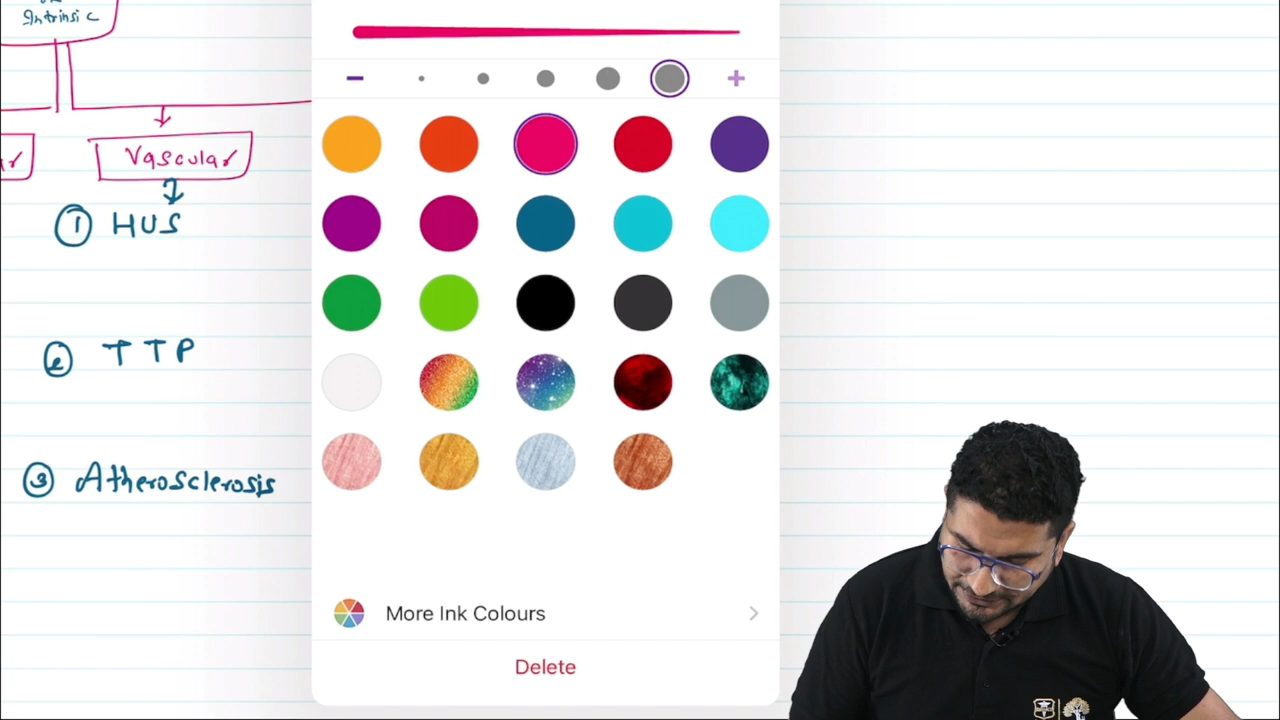 Intrinsic
Vascular
① HUS
② TTP
③ Atherosclerosis
More Ink Colours
Delete